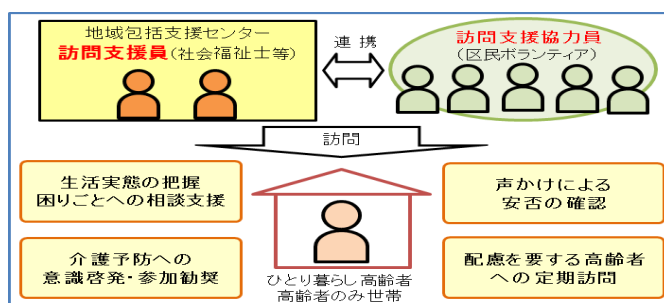 地域包括支援センター
訪問支援員(社会福祉士等)
連携
訪問支援協力員
(区民ボランティア)
訪問
生活実態の把握
困りごとへの相談支援
声かけによる
安否の確認
介護予防への
意識啓発・参加勧奨
配慮を要する高齢者
への定期訪問
ひとり暮らし高齢者
高齢者のみ世帯